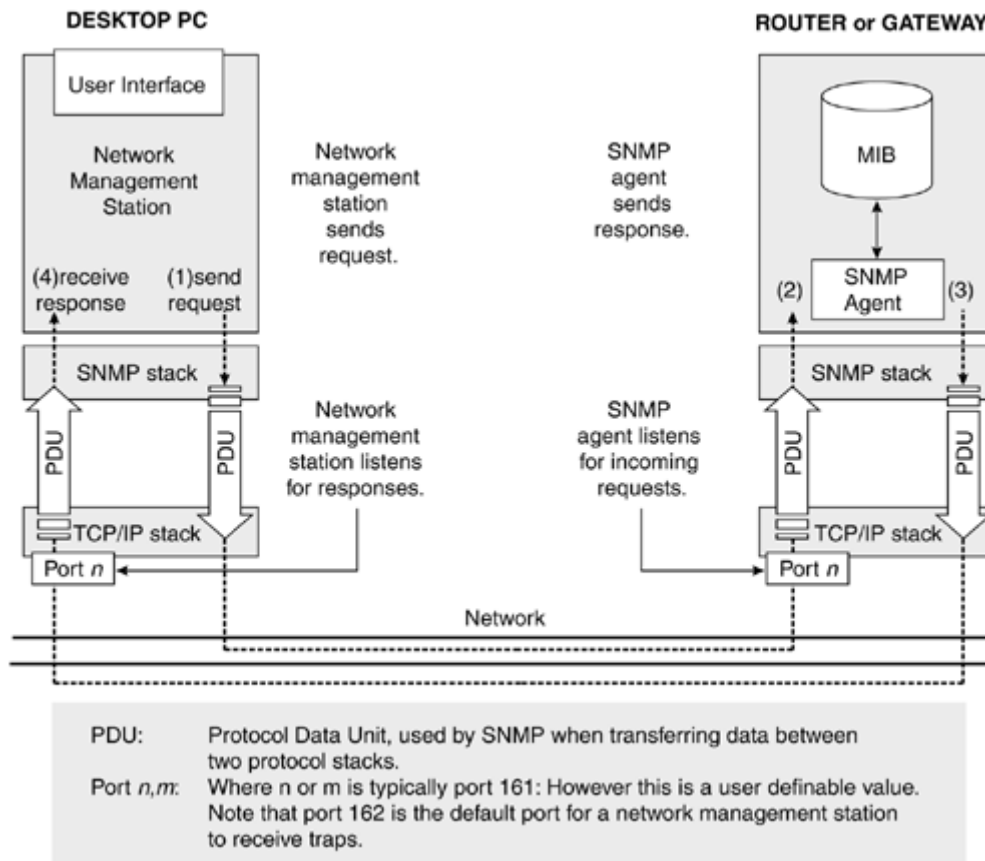 DESKTOP PC
ROUTER or GATEWAY
User Interface
Network
Management
Station
Network
management
station
sends
request.
SNMP
agent
sends
response.
MIB
(4)receive
response
(1)send
request
(2)
SNMP
Agent
(3)
SNMP stack
SNMP stack
PDU
PDU
Network
management
station listens
for responses.
SNMP
agent listens
for incoming
requests.
PDU
PDU
TCP/IP stack
TCP/IP stack
Port n
Port n
Network
PDU: Protocol Data Unit, used by SNMP when transferring data between
two protocol stacks.
Port n,m: Where n or m is typically port 161: However this is a user definable value.
Note that port 162 is the default port for a network management station
to receive traps.